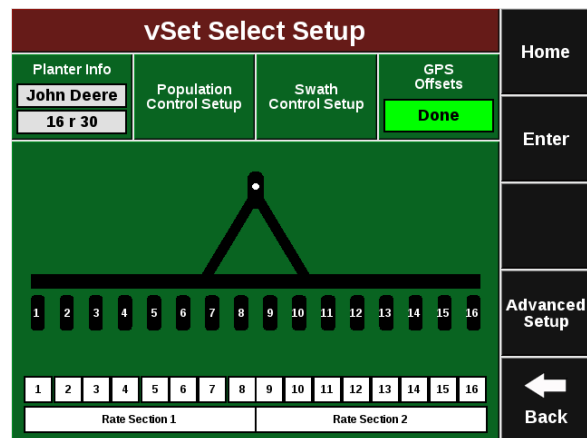 vSet Select Setup
Home
Planter Info
John Deere
16 r 30
Population
Control Setup
Swath
Control Setup
GPS
Offsets
Done
Enter
1 2 3 4 5 6 7 8 9 10 11 12 13 14 15 16
Advanced
Setup
1 2 3 4 5 6 7 8 9 10 11 12 13 14 15 16
Rate Section 1 Rate Section 2
Back